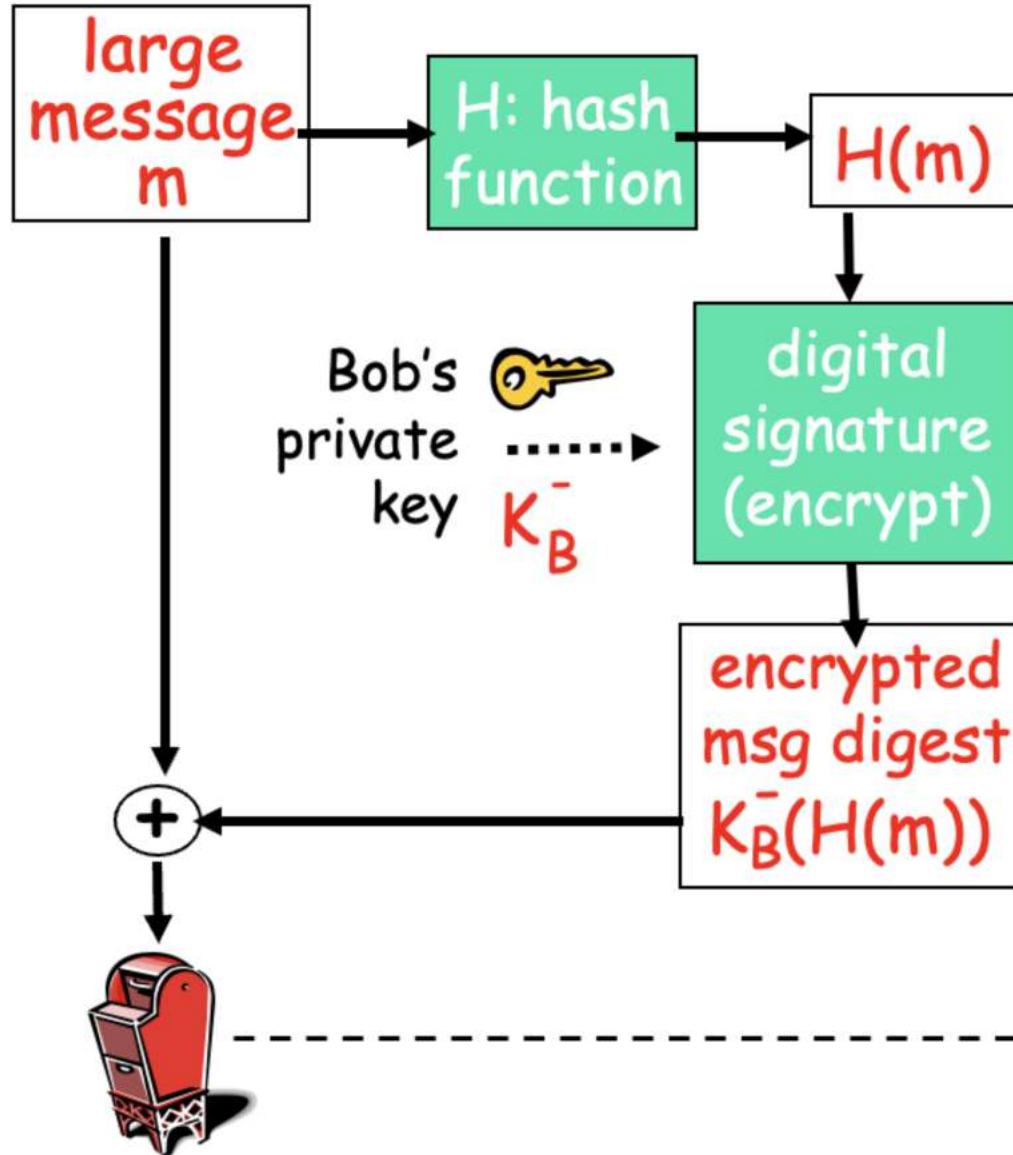 large
message
m
H: hash
function
H(m)
Bob's
private
key
K_B^-
digital
signature
(encrypt)
encrypted
msg digest
K_B^-(H(m))
+